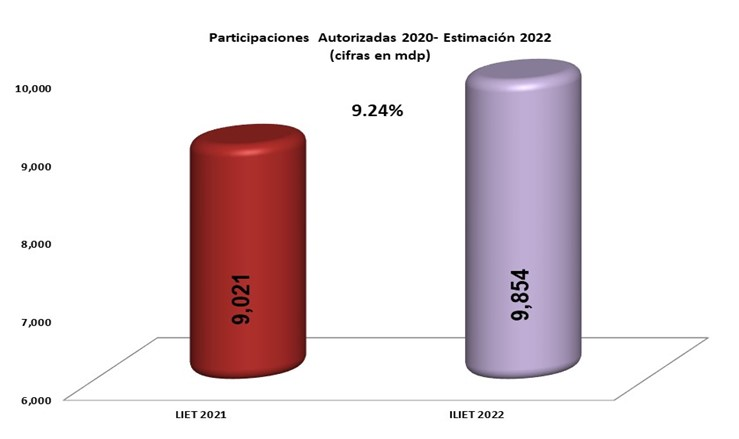 Participaciones Autorizadas 2020- Estimación 2022
(cifras en mdp)
10,000
9.24%
9,000
8,000
9,021
9,854
7,000
6,000
LIET 2021
ILIET 2022